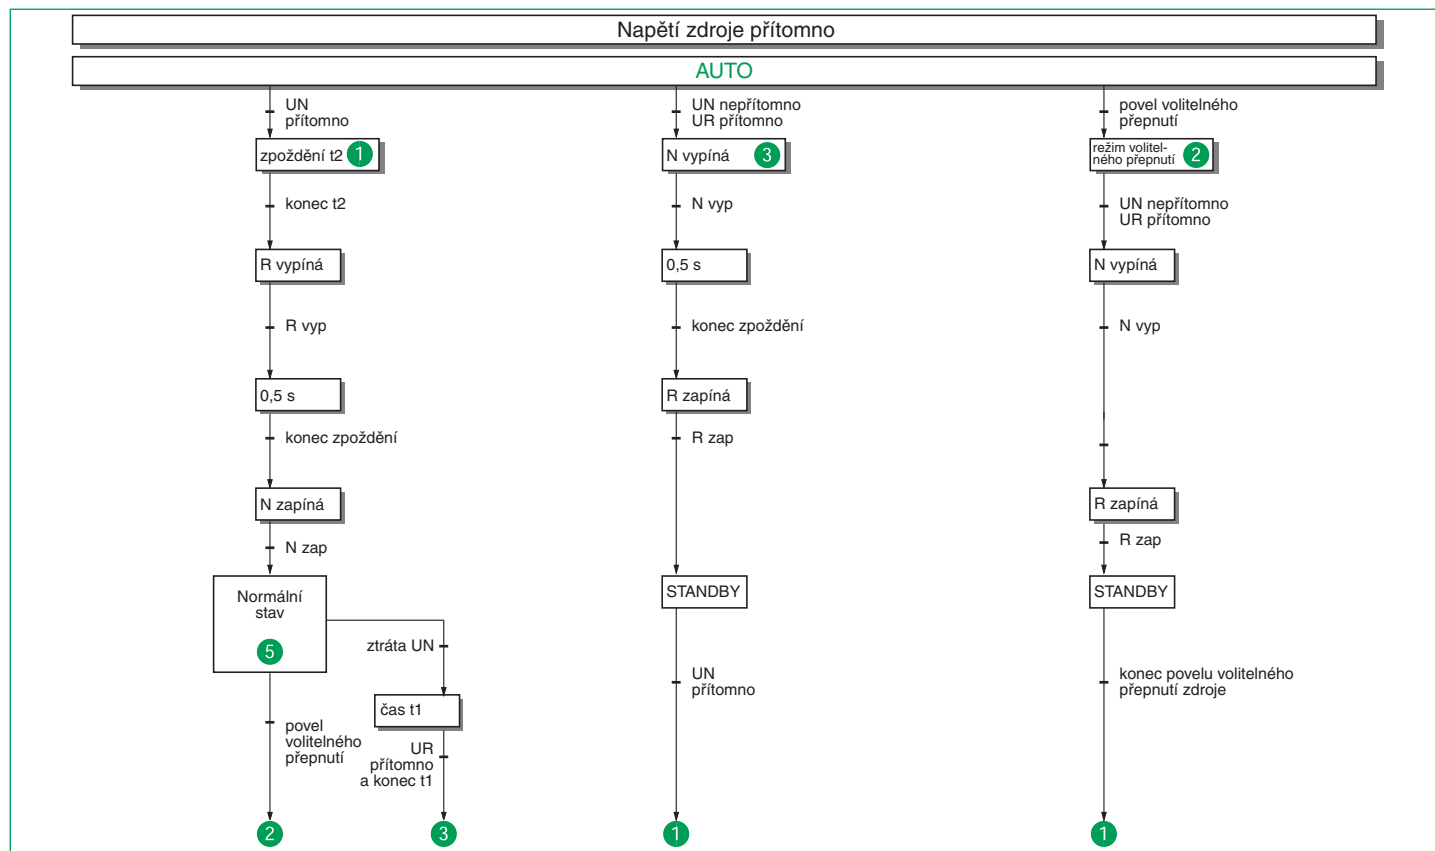 Napětí zdroje přítomno
AUTO
UN
přítomno
zpoždění t2 1
konec t2
R vypíná
R vyp
0,5 s
konec zpoždění
N zapíná
N zap
Normální
stav
5
ztráta UN
čas t1
povel
volitelného
přepnutí
UR
přítomno
a konec t1
2
3
UN nepřítomno
UR přítomno
N vypíná 3
N vyp
0,5 s
konec zpoždění
R zapíná
R zap
STANDBY
UN
přítomno
1
povel volitelného
přepnutí
režim volitel-
ného přepnutí 2
UN nepřítomno
UR přítomno
N vypíná
N vyp
R zapíná
R zap
STANDBY
konec povelu volitelného
přepnutí zdroje
1